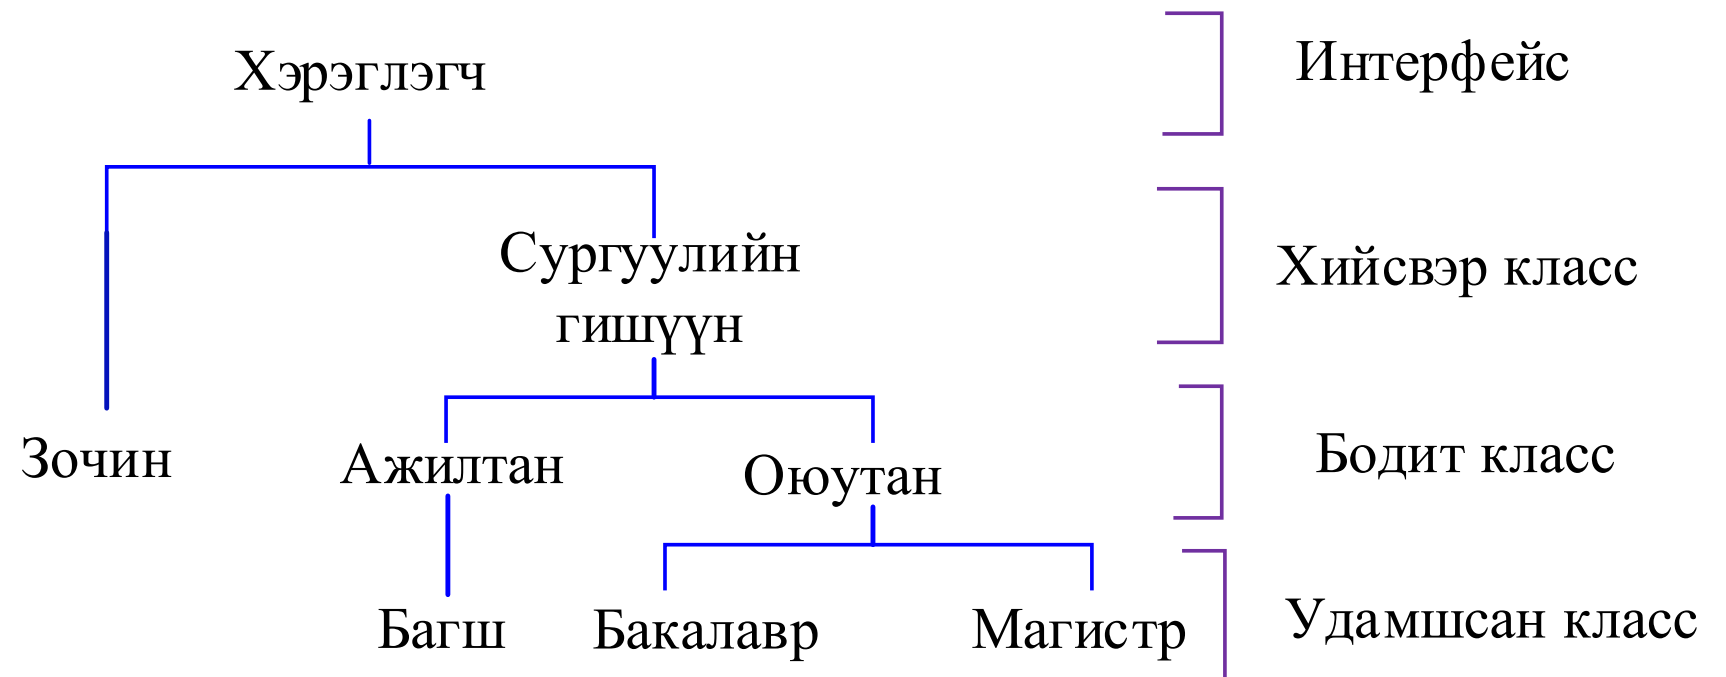 Хэрэглэгч
Интерфейс
Сургуулийн
гишүүн
Хийсвэр класс
Зочин
Ажилтан
Оюутан
Бодит класс
Багш
Бакалавр
Магистр
Удамшсан класс